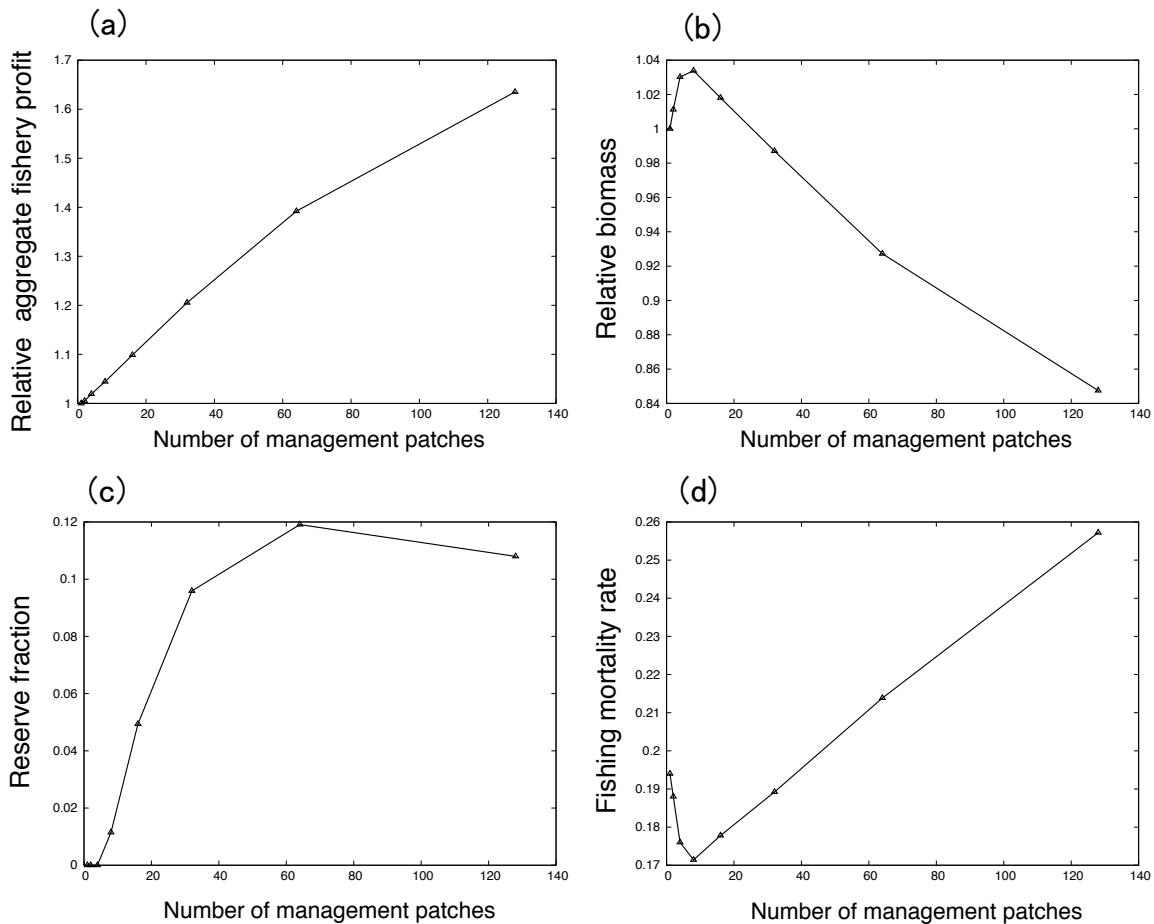 (a)
Relative aggregate fishery profit
1.7
1.6
1.5
1.4
1.3
1.2
1.1
1
0 20 40 60 80 100 120 140
Number of management patches
(b)
Relative biomass
1.04
1.02
1
0.98
0.96
0.94
0.92
0.9
0.88
0.86
0.84
0 20 40 60 80 100 120 140
Number of management patches
(c)
Reserve fraction
0.12
0.1
0.08
0.06
0.04
0.02
0
0 20 40 60 80 100 120 140
Number of management patches
(d)
Fishing mortality rate
0.26
0.25
0.24
0.23
0.22
0.21
0.2
0.19
0.18
0.17
0 20 40 60 80 100 120 140
Number of management patches